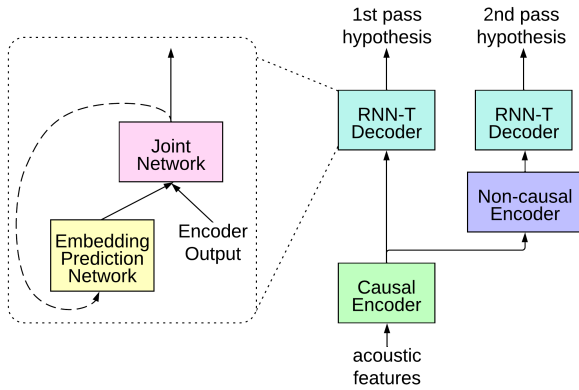 1st pass
hypothesis
2nd pass
hypothesis
RNN-T
Decoder
RNN-T
Decoder
Joint
Network
Non-causal
Encoder
Embedding
Prediction
Network
Encoder
Output
Causal
Encoder
acoustic
features